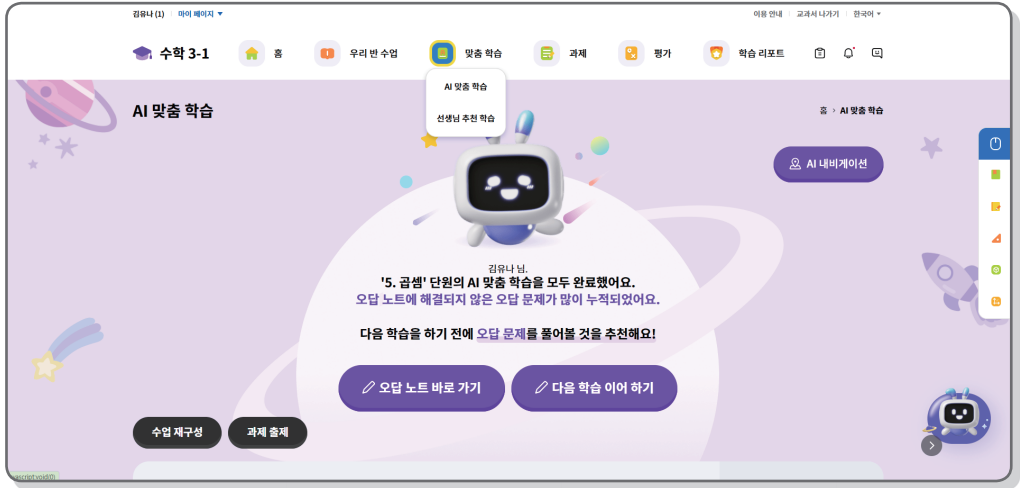 김유나 (1) 마이 페이지 ▼
이용 안내 교과서 나가기 한국어 ▼
수학 3-1 홈 우리 반 수업 맞춤 학습 과제 평가 학습 리포트
AI 맞춤 학습
선생님 추천 학습
AI 맞춤 학습
홈 > AI 맞춤 학습
AI 내비게이션
김유나 님.
'5. 곱셈' 단원의 AI 맞춤 학습을 모두 완료했어요.
오답 노트에 해결되지 않은 오답 문제가 많이 누적되었어요.
다음 학습을 하기 전에 오답 문제를 풀어볼 것을 추천해요!
오답 노트 바로 가기 다음 학습 이어 하기
수업 재구성 과제 출제
ascript:void(0)